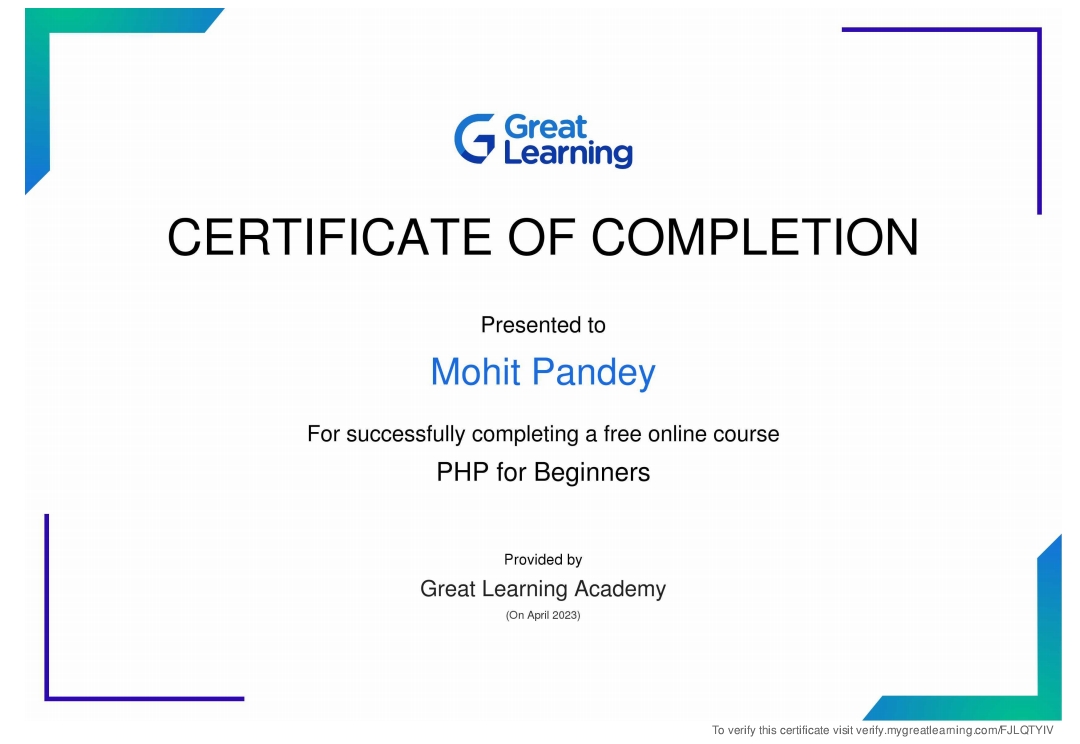 Great
Learning
CERTIFICATE OF COMPLETION
Presented to
Mohit Pandey
For successfully completing a free online course
PHP for Beginners
Provided by
Great Learning Academy
(On April 2023)
To verify this certificate visit verify.mygreatlearning.com/FJLQTYIV